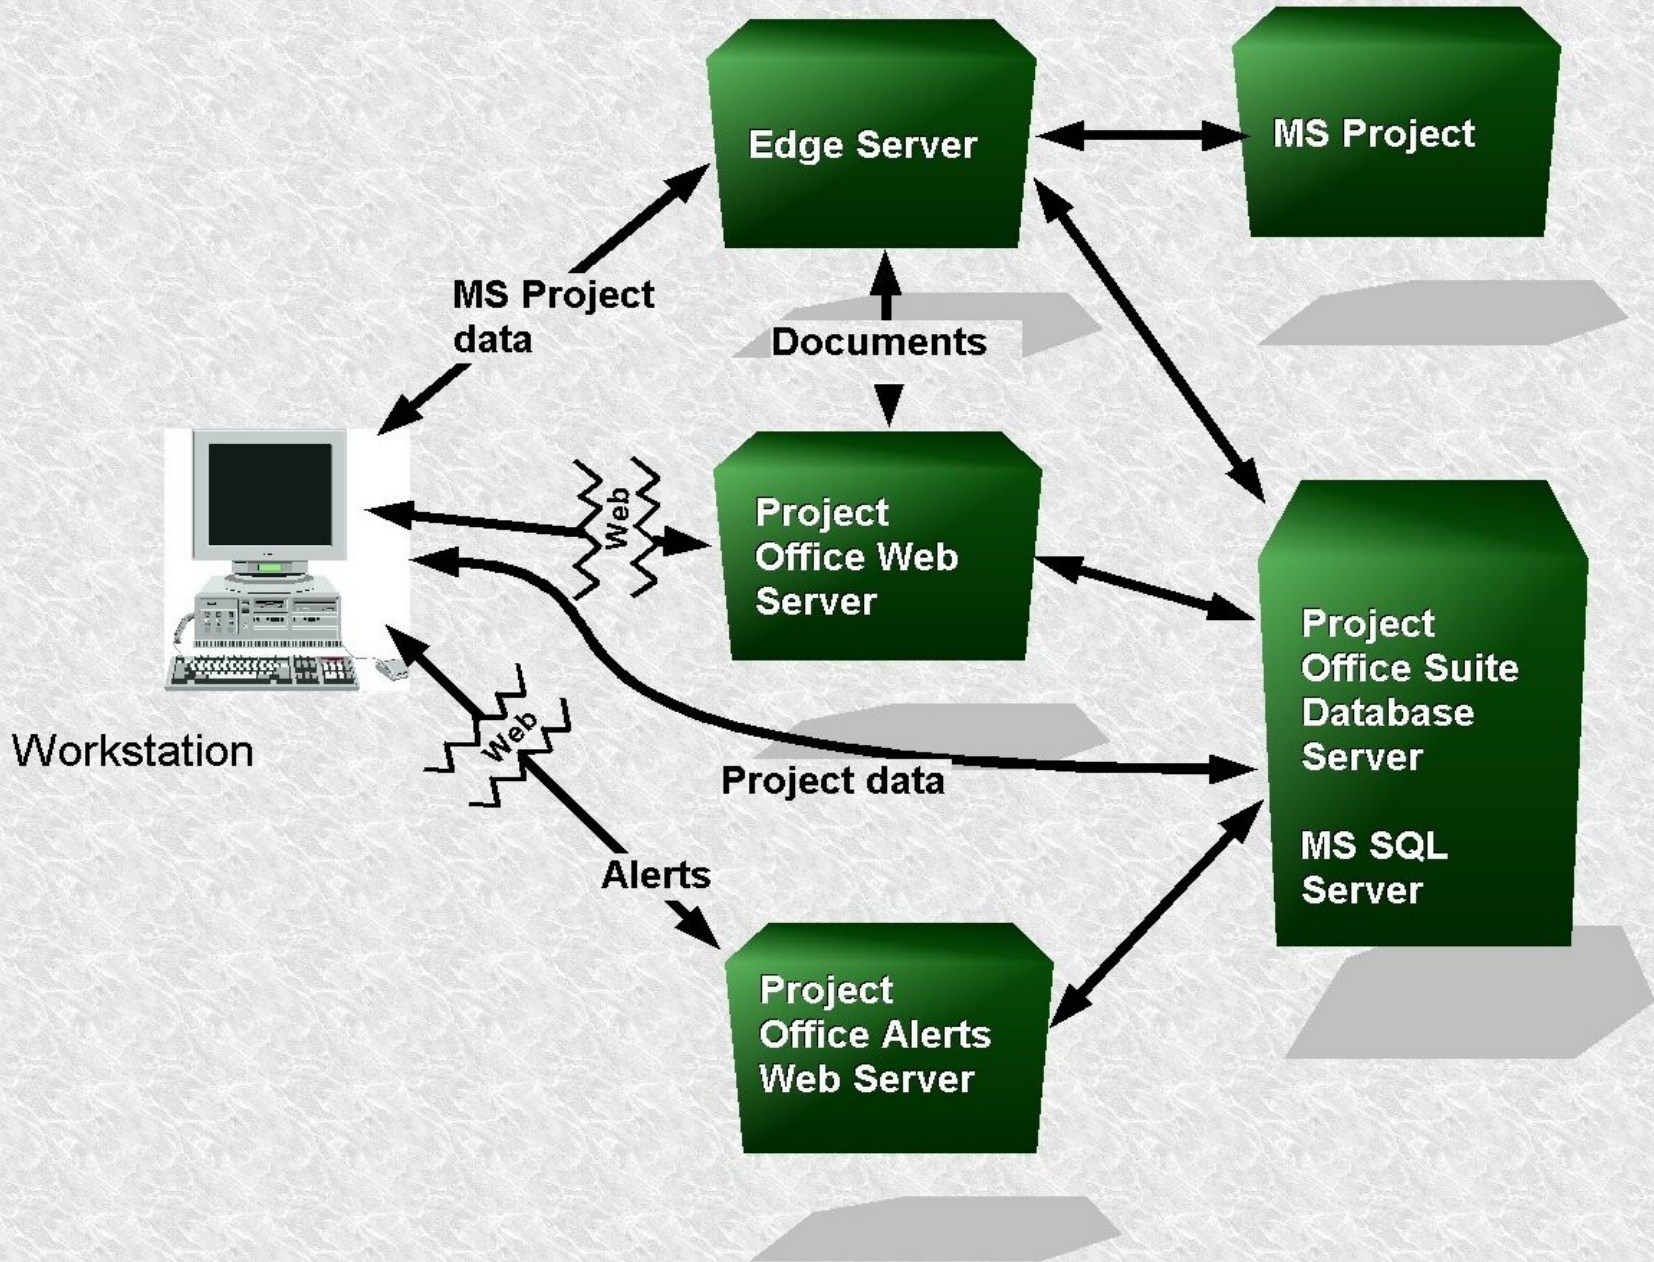 Edge Server
MS Project
MS Project
data
Documents
Web
Project
Office Web
Server
Project
Office Suite
Database
Server
MS SQL
Server
Workstation
Web
Project data
Alerts
Project
Office Alerts
Web Server